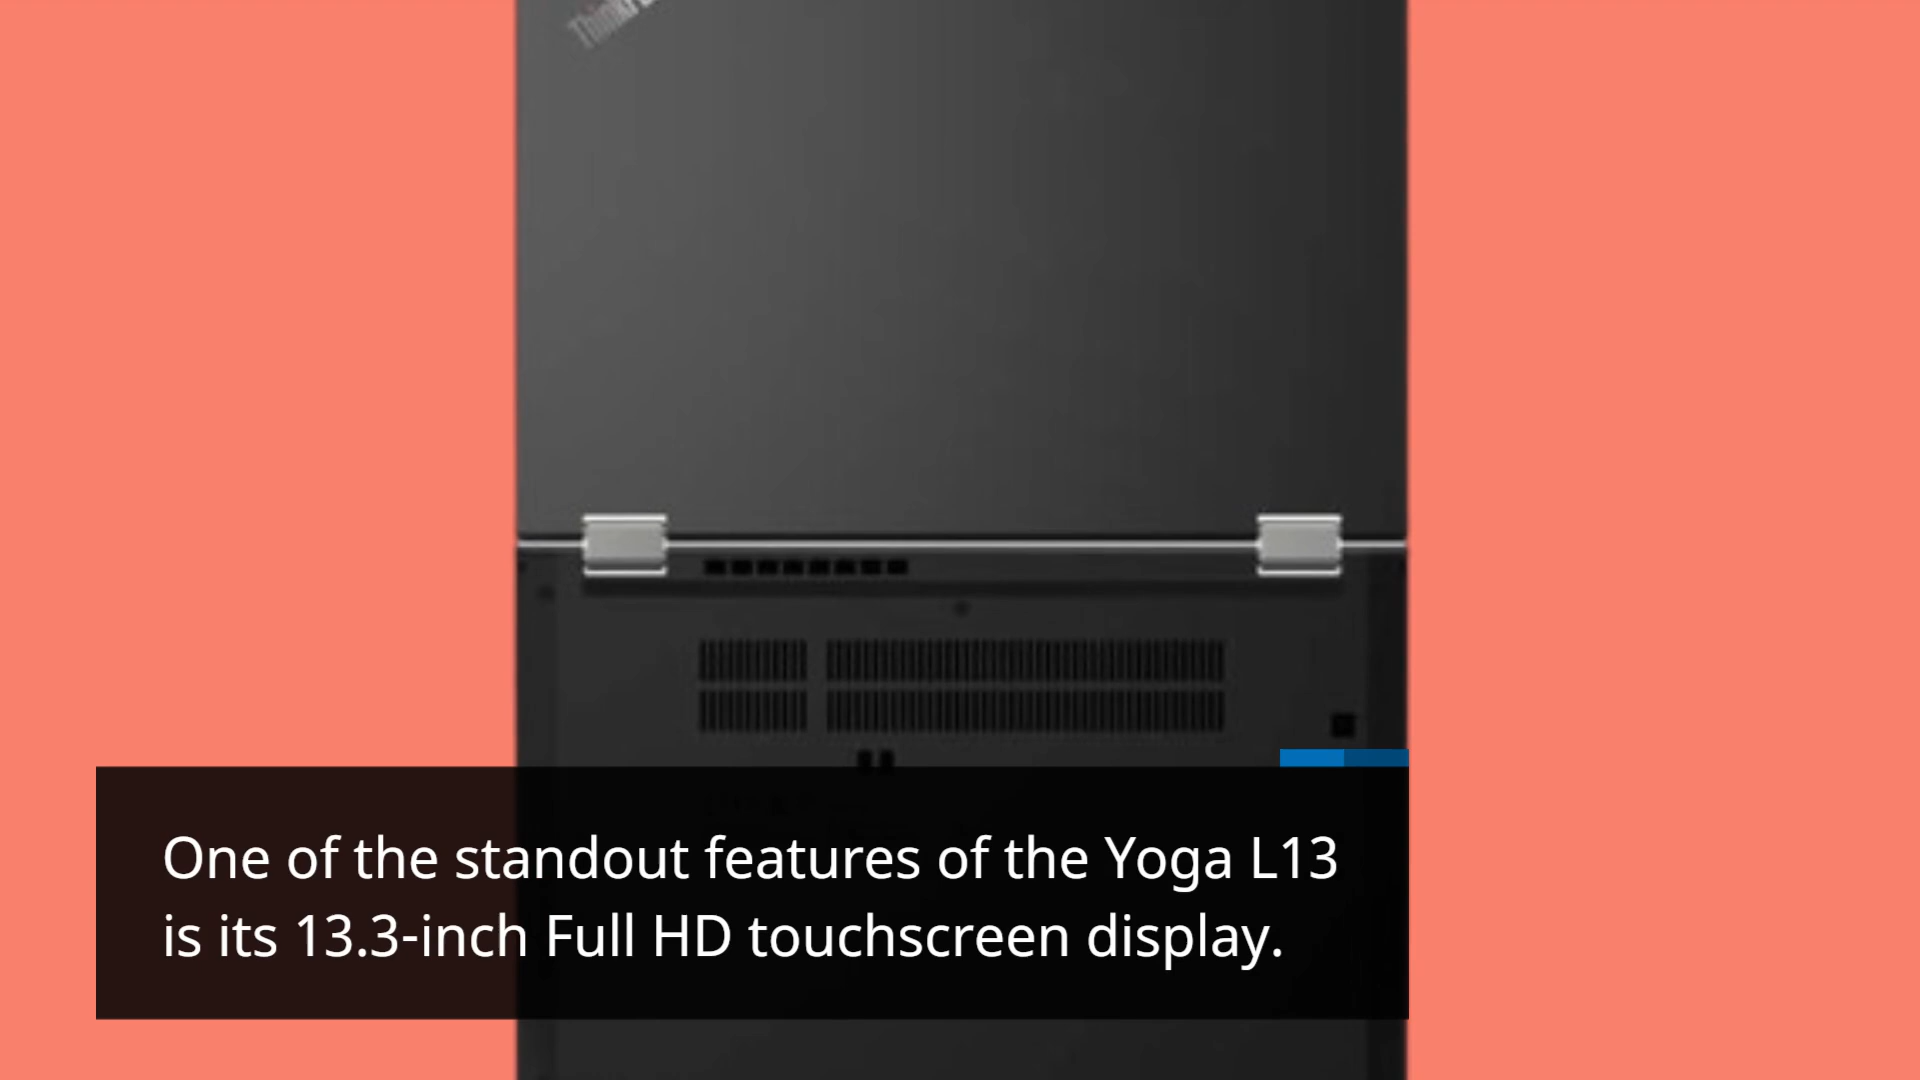 One of the standout features of the Yoga L13
is its 13.3-inch Full HD touchscreen display.